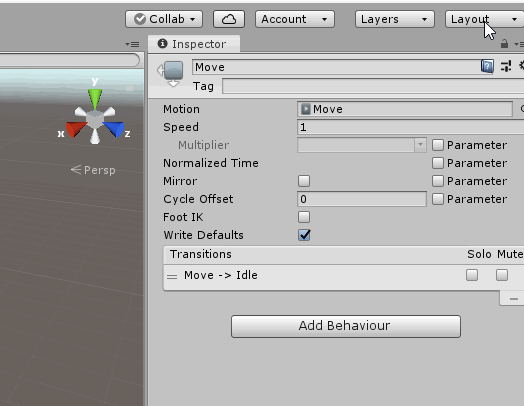 Collab Account Layers Layout
Inspector
Move
Tag
y
x z
Persp
Motion Move
Speed 1
Multiplier Parameter
Normalized Time Parameter
Mirror Parameter
Cycle Offset 0 Parameter
Foot IK
Write Defaults
Transitions Solo Mute
Move -> Idle
Add Behaviour